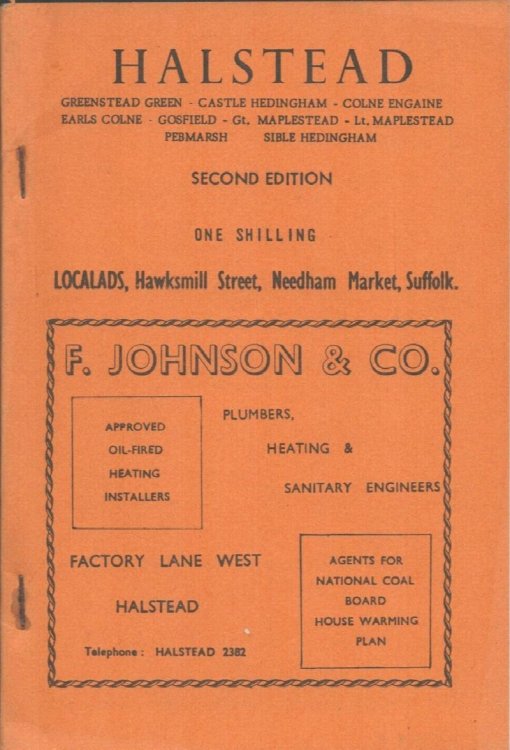 HALSTEAD
GREENSTEAD GREEN - CASTLE HEDINGHAM - COLNE ENGAINE
EARLS COLNE - GOSFIELD - Gt. MAPLESTEAD - Lt. MAPLESTEAD
PEBMARSH SIBLE HEDINGHAM
SECOND EDITION
ONE SHILLING
LOCALADS, Hawksmill Street, Needham Market, Suffolk.
F. JOHNSON & CO.
PLUMBERS,
HEATING &
SANITARY ENGINEERS
APPROVED
OIL-FIRED
HEATING
INSTALLERS
FACTORY LANE WEST
HALSTEAD
Telephone : HALSTEAD 2382
AGENTS FOR
NATIONAL COAL
BOARD
HOUSE WARMING
PLAN